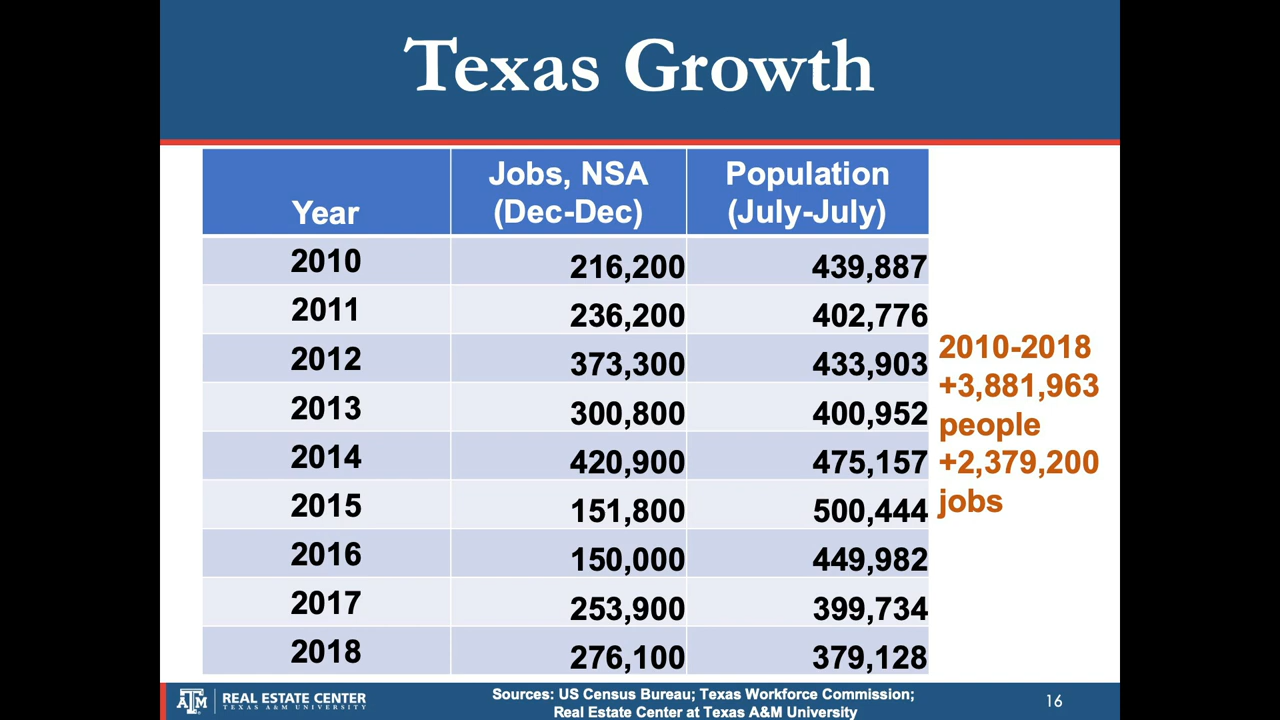 Texas Growth
Year
Jobs, NSA
(Dec-Dec)
Population
(July-July)
2010 216,200 439,887
2011 236,200 402,776
2012 373,300 433,903
2013 300,800 400,952
2014 420,900 475,157
2015 151,800 500,444
2016 150,000 449,982
2017 253,900 399,734
2018 276,100 379,128
2010-2018
+3,881,963
people
+2,379,200
jobs
ATM REAL ESTATE CENTER
TEXAS A&M UNIVERSITY
Sources: US Census Bureau; Texas Workforce Commission;
Real Estate Center at Texas A&M University
16